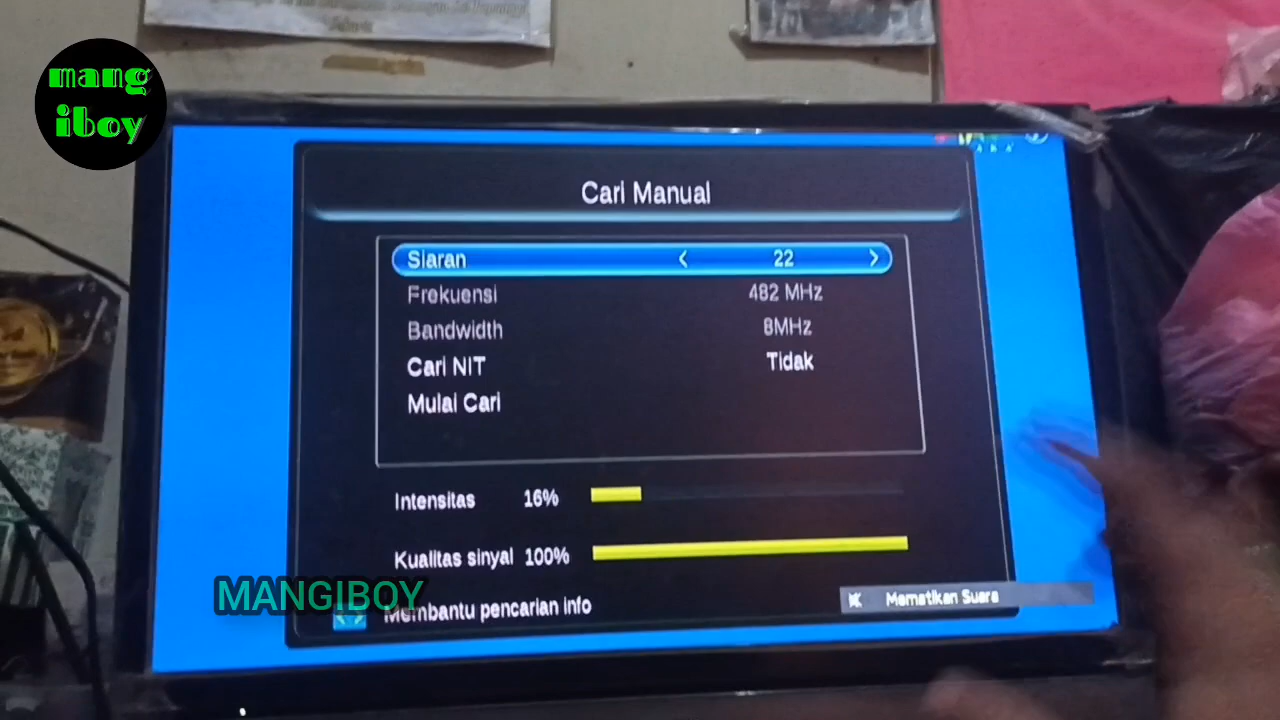 mang
iboy
Cari Manual
Siaran < 22 >
Frekuensi 482 MHz
Bandwidth 8MHz
Cari NIT Tidak
Mulai Cari
Intensitas 16%
Kualitas sinyal 100%
MANGIBOY
Membantu pencarian info
Mematikan Suara